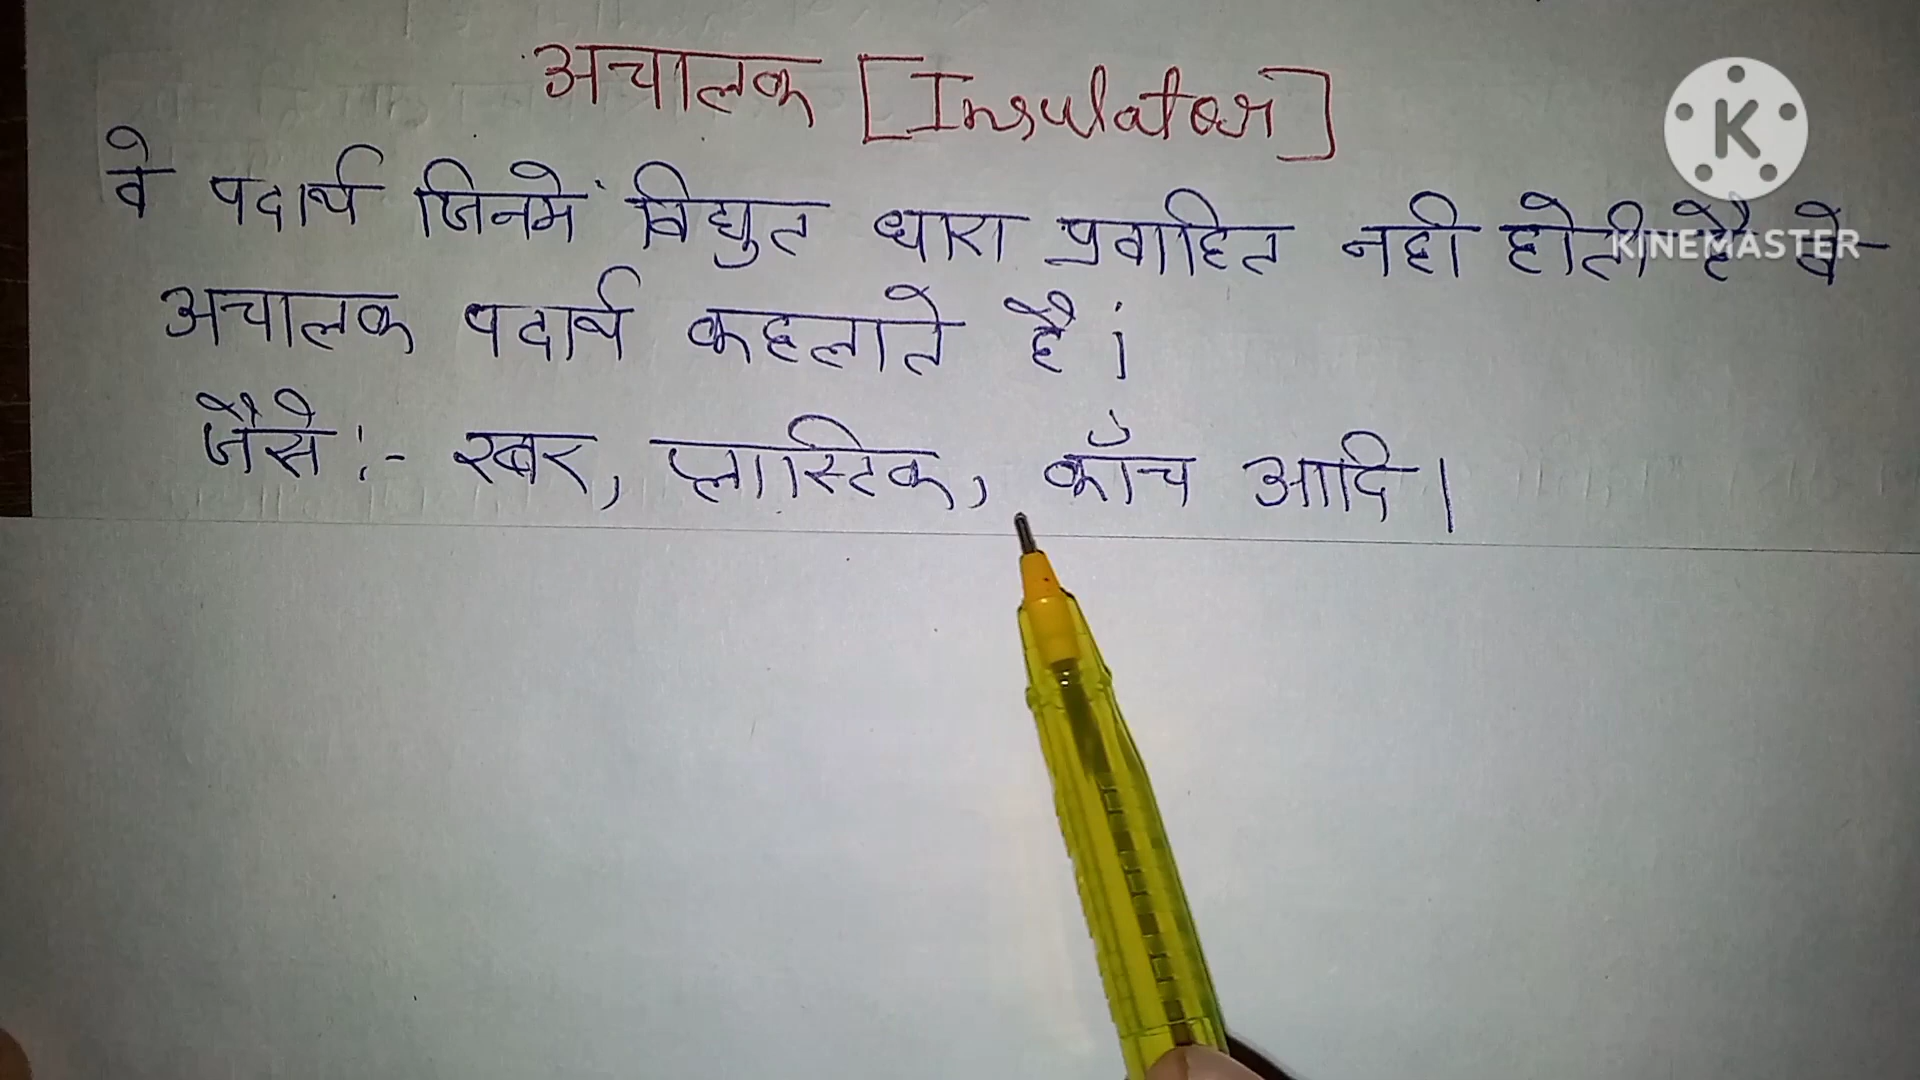 अचालक [Insulator]
वे पदार्थ जिनमें विद्युत धारा प्रवाहित नही होती है वे
अचालक पदार्थ कहलाते है।
जैसे:- रबर, प्लास्टिक, काँच आदि।
K
KINEMASTER